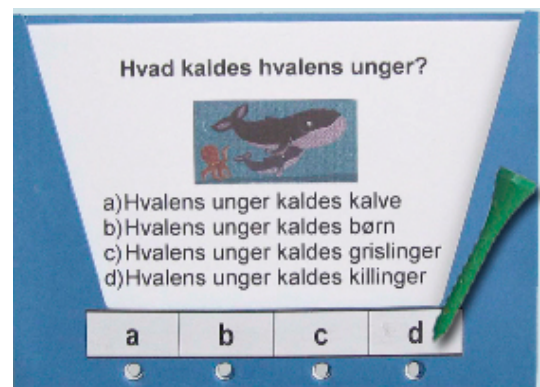 Hvad kaldes hvalens unger?
a)Hvalens unger kaldes kalve
b)Hvalens unger kaldes børn
c)Hvalens unger kaldes grislinger
d)Hvalens unger kaldes killinger
a b c d